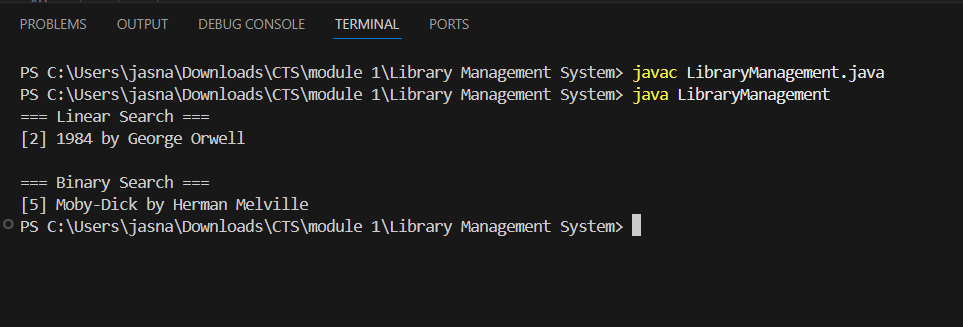 PROBLEMS OUTPUT DEBUG CONSOLE TERMINAL PORTS
PS C:\Users\jasna\Downloads\CTS\module 1\Library Management System> javac LibraryManagement.java
PS C:\Users\jasna\Downloads\CTS\module 1\Library Management System> java LibraryManagement
=== Linear Search ===
[2] 1984 by George Orwell

=== Binary Search ===
[5] Moby-Dick by Herman Melville
PS C:\Users\jasna\Downloads\CTS\module 1\Library Management System>